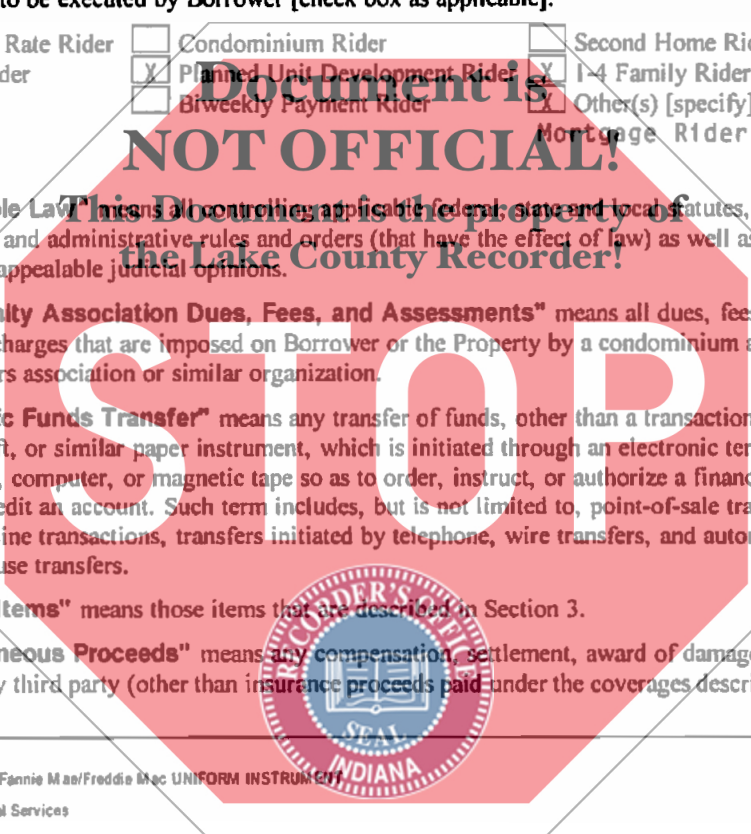 to be executed by Borrower [check box as applicable]:
Rate Rider Condominium Rider Second Home Ri
der X Planned Unit Development Rider X 1-4 Family Rider
Biweekly Payment Rider X Other(s) [specify]
Mortgage Rider
Document is
NOT OFFICIAL!
This Document is the property of
the Lake County Recorder!
le Law" means all controlling applicable federal, state and local statutes,
and administrative rules and orders (that have the effect of law) as well as
appealable judicial opinions.
ity Association Dues, Fees, and Assessments" means all dues, fees
charges that are imposed on Borrower or the Property by a condominium a
rs association or similar organization.
c Funds Transfer" means any transfer of funds, other than a transaction
ft, or similar paper instrument, which is initiated through an electronic ter
, computer, or magnetic tape so as to order, instruct, or authorize a financ
edit an account. Such term includes, but is not limited to, point-of-sale tra
ine transactions, transfers initiated by telephone, wire transfers, and autom
use transfers.
STOP
Items" means those items that are described in Section 3.
neous Proceeds" means any compensation, settlement, award of damage
y third party (other than insurance proceeds paid under the coverages descri
RECORDER'S OFFICE
SEAL
INDIANA
Fannie Mae/Freddie Mac UNIFORM INSTRUMENT
l Services